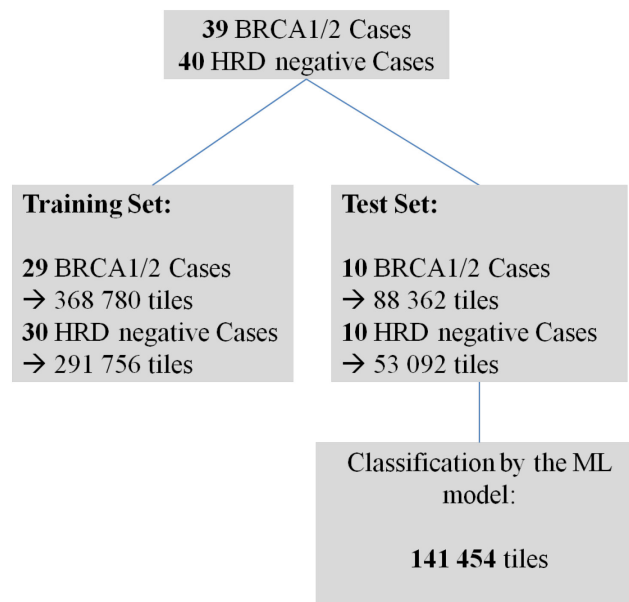 39 BRCA1/2 Cases
40 HRD negative Cases
Training Set:
29 BRCA1/2 Cases
→ 368 780 tiles
30 HRD negative Cases
→ 291 756 tiles
Test Set:
10 BRCA1/2 Cases
→ 88 362 tiles
10 HRD negative Cases
→ 53 092 tiles
Classification by the ML
model:
141 454 tiles